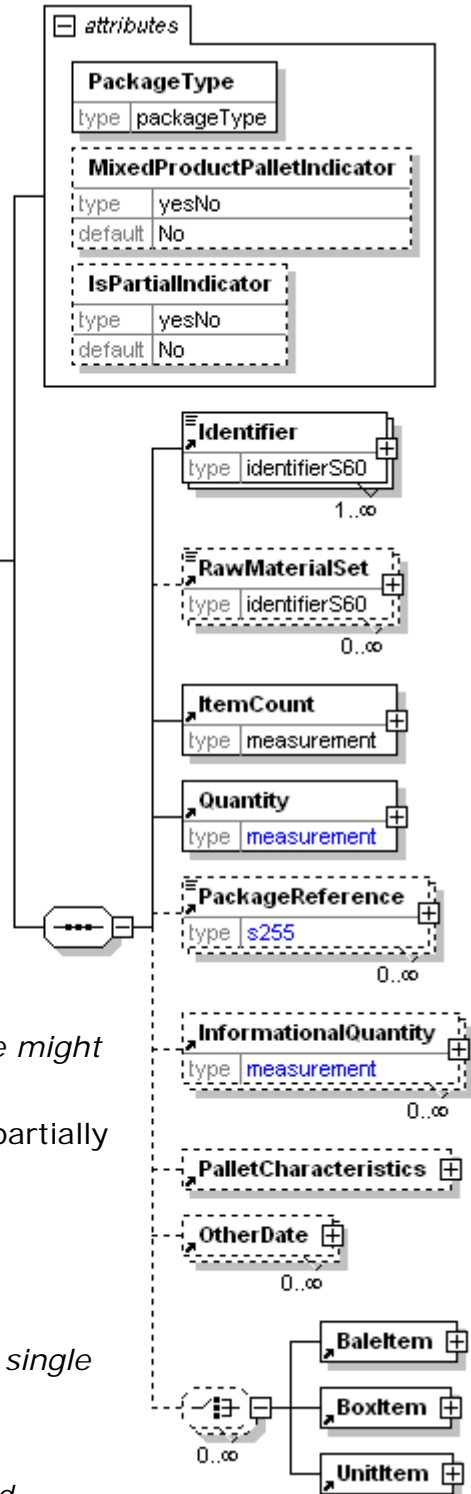 attributes
PackageType
type packageType
MixedProductPalletIndicator
type yesNo
default No
IsPartialIndicator
type yesNo
default No
Identifier
type identifierS60
1..∞
RawMaterialSet
type identifierS60
0..∞
ItemCount
type measurement
Quantity
type measurement
PackageReference
type s255
0..∞
e might
InformationalQuantity
type measurement
0..∞
partially
PalletCharacteristics
OtherDate
0..∞
single
BaleItem
BoxItem
0..∞
UnitItem